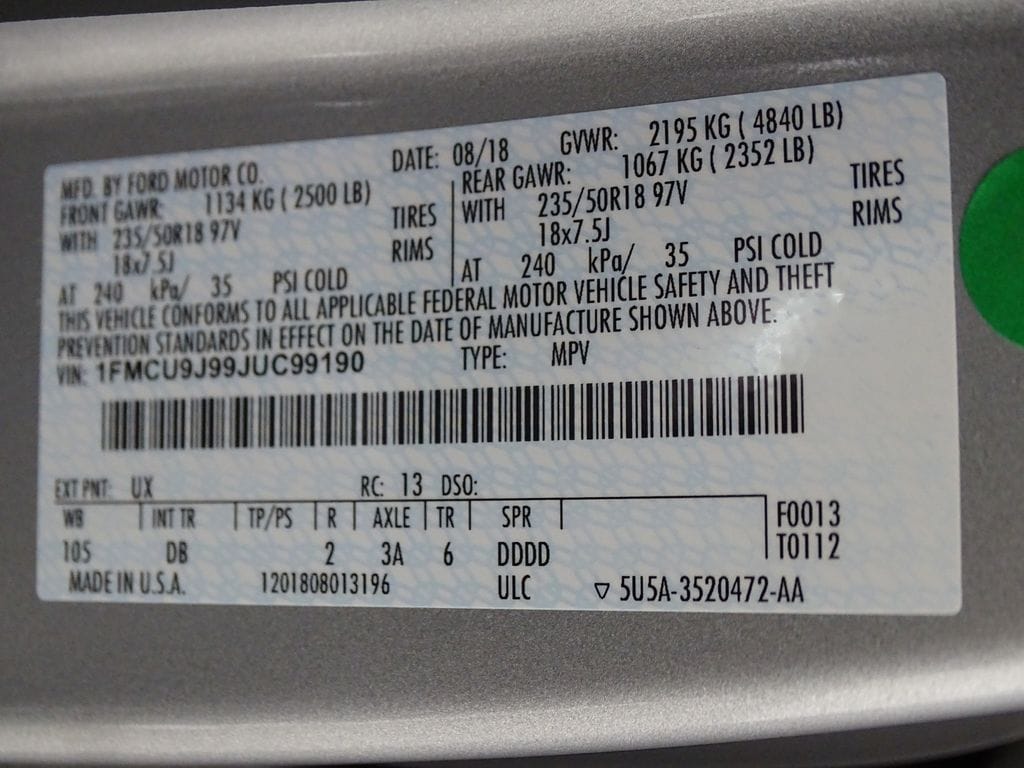 MFD. BY FORD MOTOR CO. DATE: 08/18 GVWR: 2195 KG ( 4840 LB)
FRONT GAWR: 1134 KG ( 2500 LB) REAR GAWR: 1067 KG ( 2352 LB)
WITH 235/50R18 97V TIRES WITH 235/50R18 97V TIRES
18x7.5J RIMS 18x7.5J RIMS
AT 240 kPa/ 35 PSI COLD AT 240 kPa/ 35 PSI COLD
THIS VEHICLE CONFORMS TO ALL APPLICABLE FEDERAL MOTOR VEHICLE SAFETY AND THEFT
PREVENTION STANDARDS IN EFFECT ON THE DATE OF MANUFACTURE SHOWN ABOVE.
VIN: 1FMCU9J99JUC99190 TYPE: MPV
EXT PNT: UX RC: 13 DSO:
WB INT TR TP/PS R AXLE TR SPR F0013
105 DB 2 3A 6 DDDD T0112
MADE IN U.S.A. 1201808013196 ULC ▽ 5U5A-3520472-AA